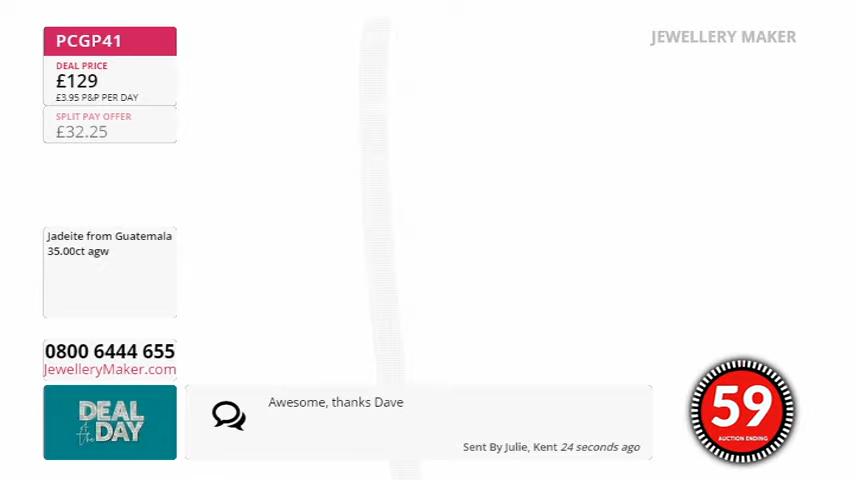 PCGP41
DEAL PRICE
£129
£3.95 P&P PER DAY
SPLIT PAY OFFER
£32.25
JEWELLERY MAKER
Jadeite from Guatemala
35.00ct agw
0800 6444 655
JewelleryMaker.com
DEAL
of the
DAY
Awesome, thanks Dave
Sent By Julie, Kent 24 seconds ago
59
AUCTION ENDING